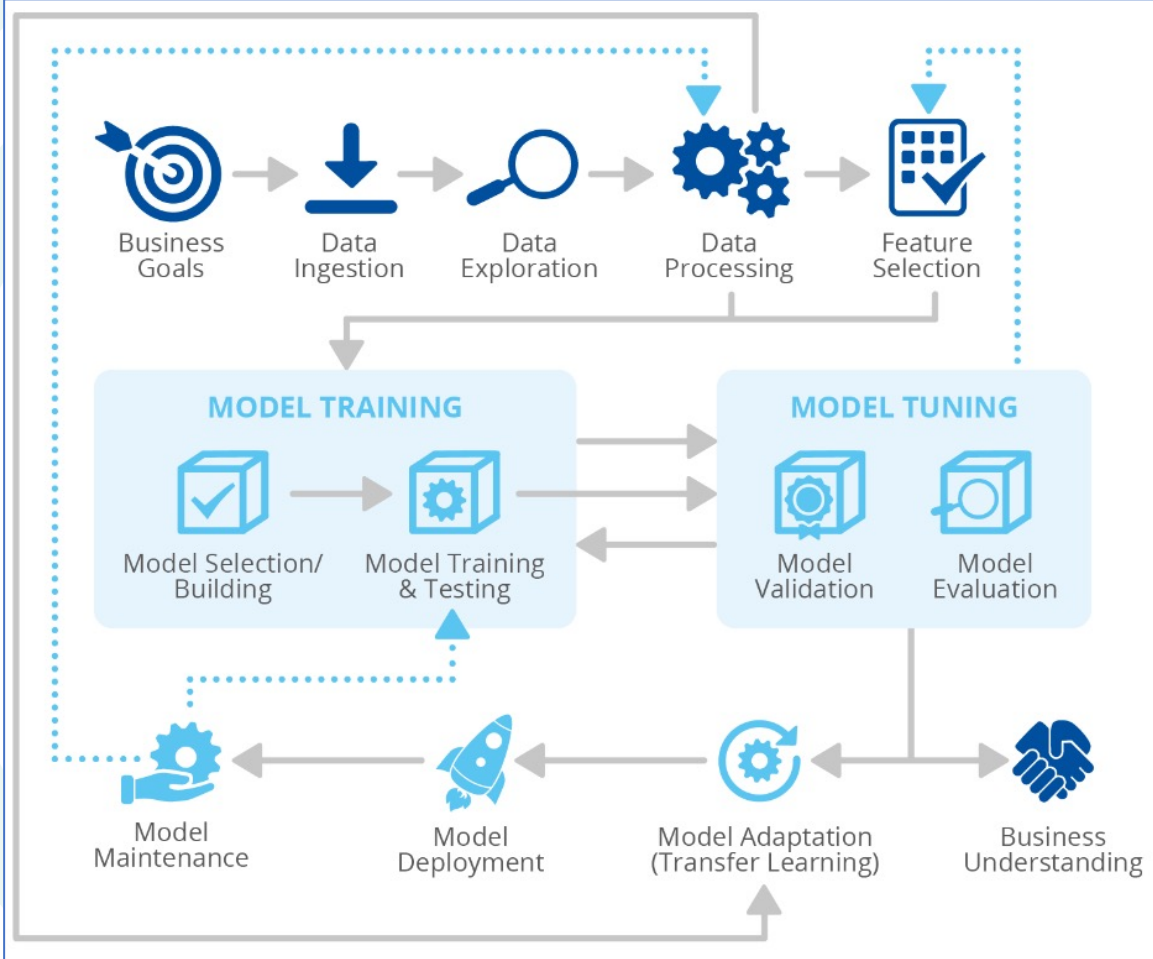 Business
Goals
Data
Ingestion
Data
Exploration
Data
Processing
Feature
Selection
MODEL TRAINING
Model Selection/
Building
Model Training
& Testing
MODEL TUNING
Model
Validation
Model
Evaluation
Model
Maintenance
Model
Deployment
Model Adaptation
(Transfer Learning)
Business
Understanding